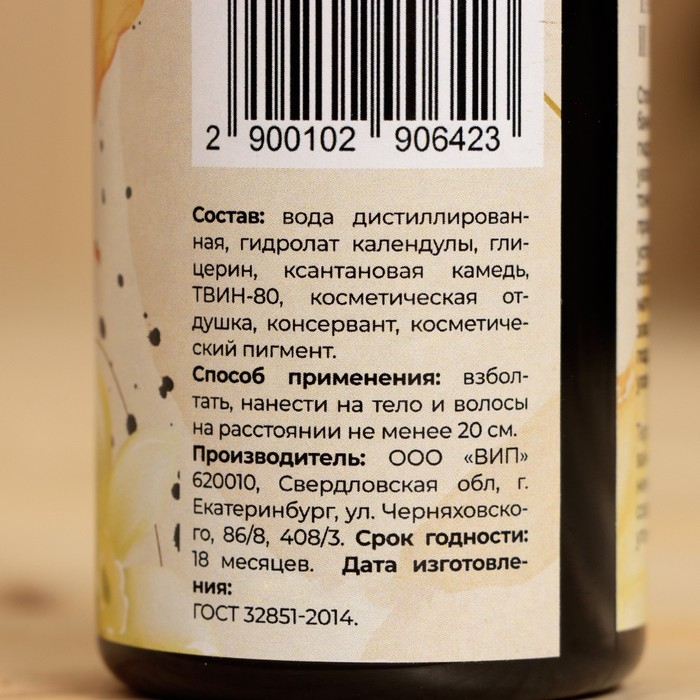 2 900102 906423
Состав: вода дистиллирован-
ная, гидролат календулы, гли-
церин, ксантановая камедь,
ТВИН-80, косметическая от-
душка, консервант, косметиче-
ский пигмент.
Способ применения: взбол-
тать, нанести на тело и волосы
на расстоянии не менее 20 см.
Производитель: ООО «ВИП»
620010, Свердловская обл, г.
Екатеринбург, ул. Черняховско-
го, 86/8, 408/3. Срок годности:
18 месяцев. Дата изготовле-
ния:
ГОСТ 32851-2014.